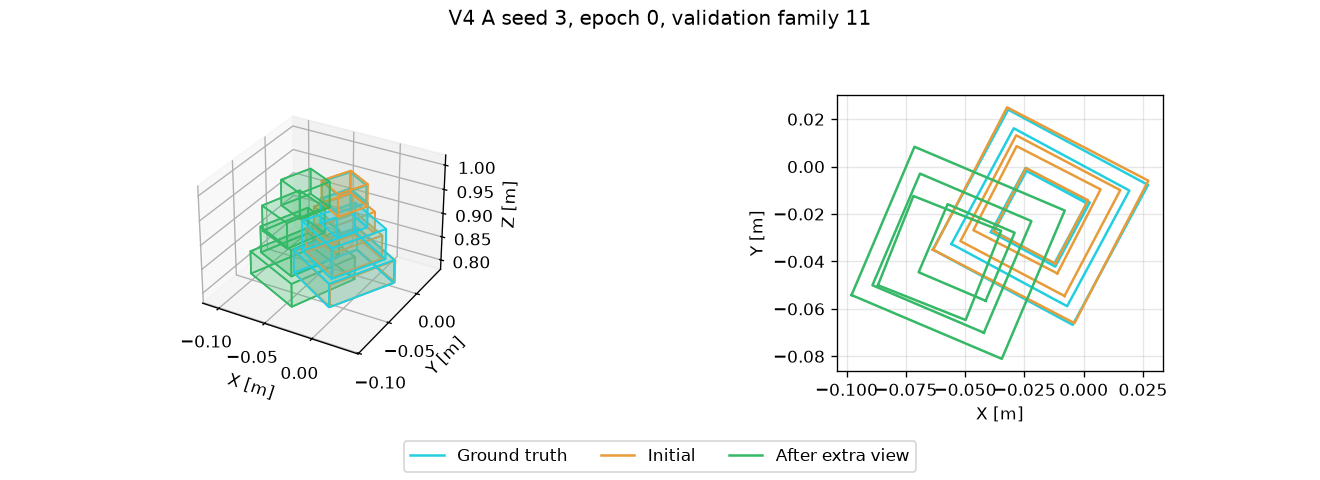 V4 A seed 3, epoch 0, validation family 11
1.00
0.95
0.90
0.85
0.80
Z [m]
0.00
−0.05
−0.10
Y [m]
−0.10
−0.05
0.00
X [m]
0.02
0.00
−0.02
−0.04
−0.06
−0.08
Y [m]
−0.100 −0.075 −0.050 −0.025 0.000 0.025
X [m]
Ground truth Initial After extra view